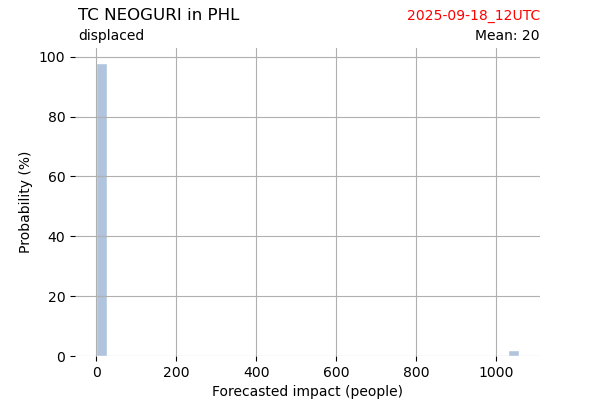 TC NEOGURI in PHL
2025-09-18_12UTC
displaced
Mean: 20
100
80
60
40
20
0
Probability (%)
0 200 400 600 800 1000
Forecasted impact (people)